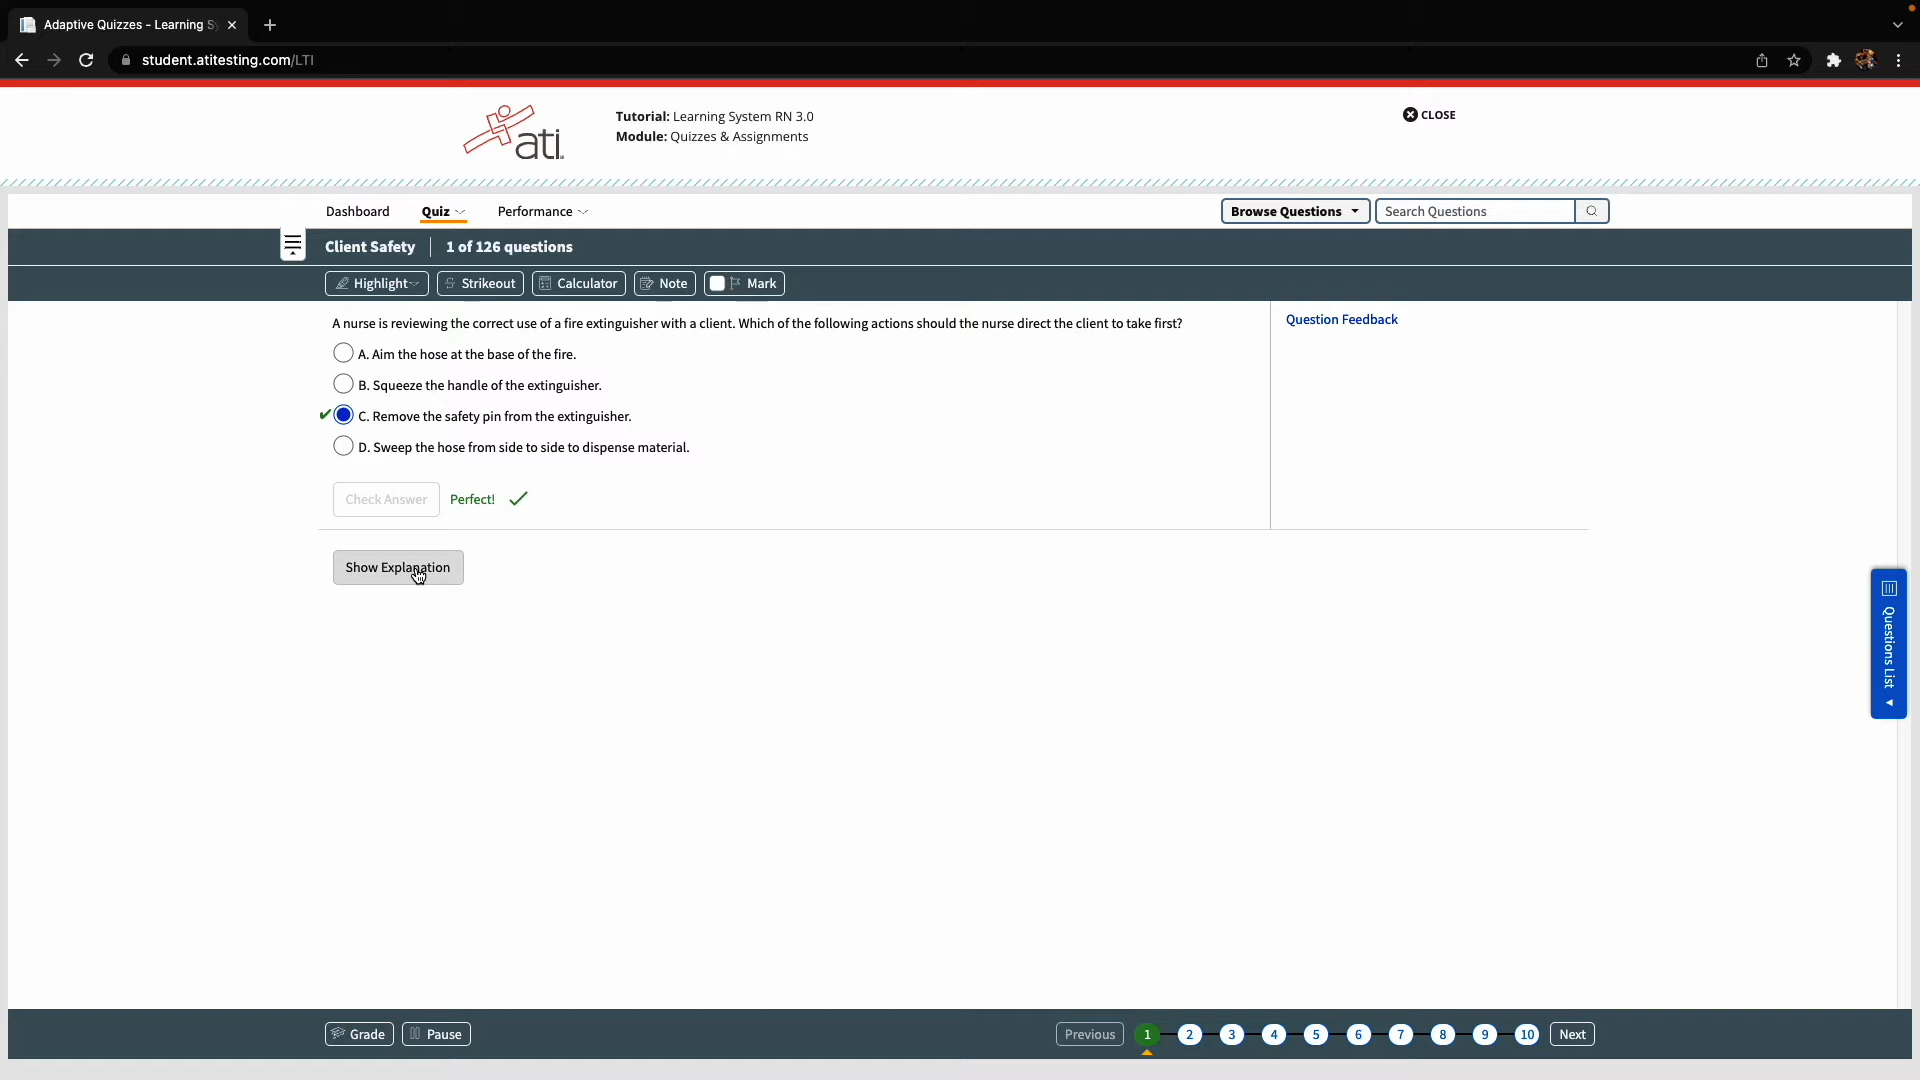 Adaptive Quizzes - Learning Sy
student.atitesting.com/LTI
ati
Tutorial: Learning System RN 3.0
Module: Quizzes & Assignments
CLOSE
Dashboard
Quiz
Performance
Browse Questions
Search Questions
Client Safety
1 of 126 questions
Highlight
Strikeout
Calculator
Note
Mark
A nurse is reviewing the correct use of a fire extinguisher with a client. Which of the following actions should the nurse direct the client to take first?
Question Feedback
A. Aim the hose at the base of the fire.
B. Squeeze the handle of the extinguisher.
C. Remove the safety pin from the extinguisher.
D. Sweep the hose from side to side to dispense material.
Check Answer
Perfect!
Show Explanation
Questions List
Grade
Pause
Previous
1
2
3
4
5
6
7
8
9
10
Next